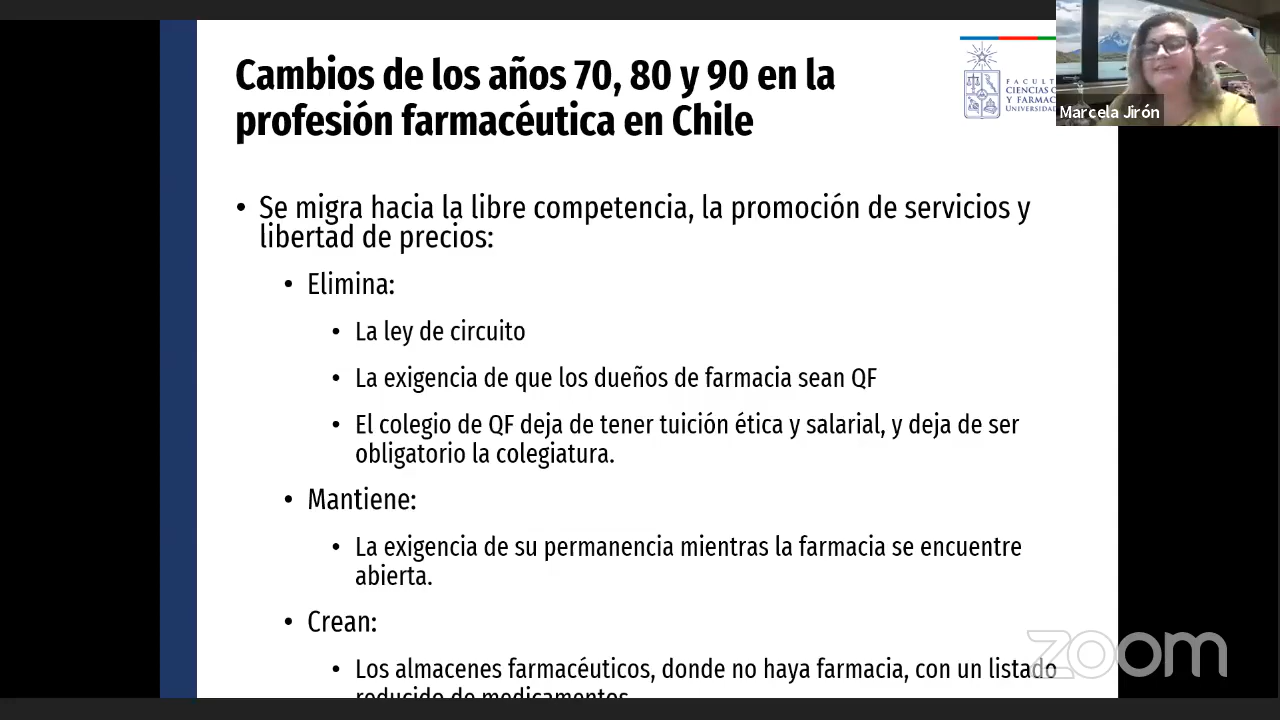 Cambios de los años 70, 80 y 90 en la
profesión farmacéutica en Chile
FACULT
CIENCIAS
Y FARMA
UNIVERSIDA
Marcela Jirón
• Se migra hacia la libre competencia, la promoción de servicios y
libertad de precios:
• Elimina:
• La ley de circuito
• La exigencia de que los dueños de farmacia sean QF
• El colegio de QF deja de tener tuición ética y salarial, y deja de ser
obligatorio la colegiatura.
• Mantiene:
• La exigencia de su permanencia mientras la farmacia se encuentre
abierta.
• Crean:
• Los almacenes farmacéuticos, donde no haya farmacia, con un listado
reducido de medicamentos
zoom